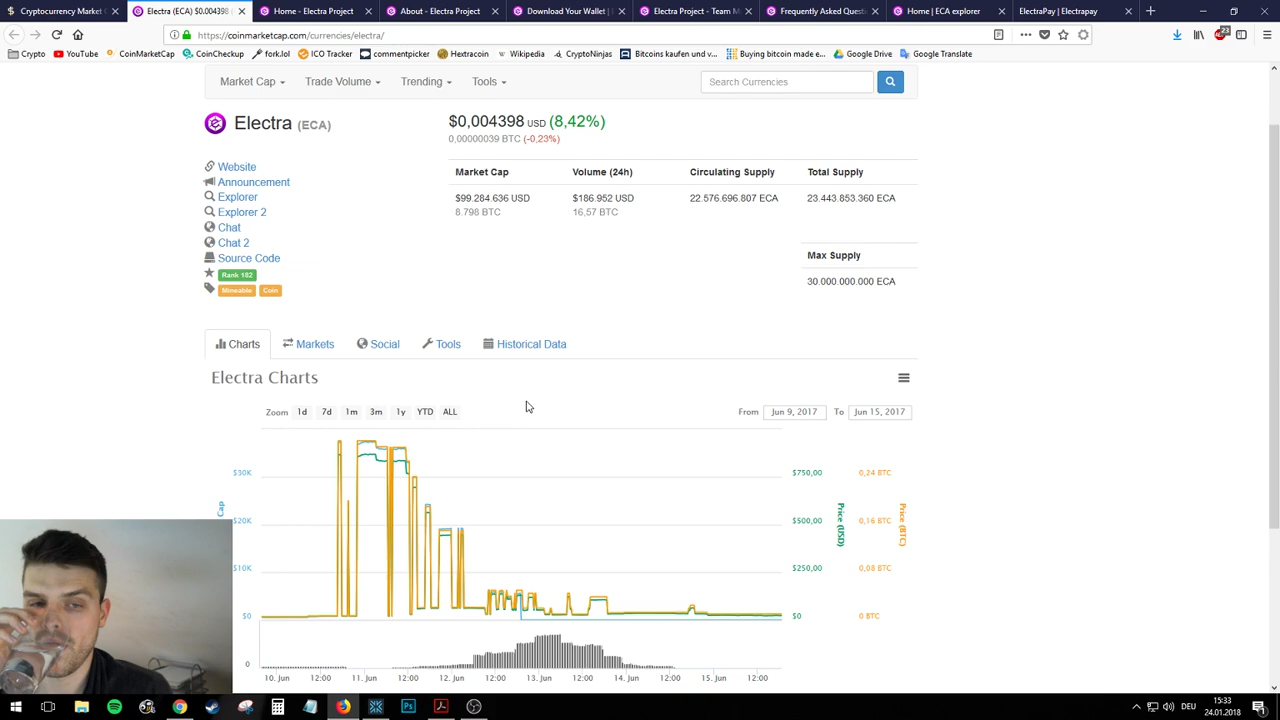 Cryptocurrency Market C
Electra (ECA) $0,004398
Home - Electra Project
About - Electra Project
Download Your Wallet |
Electra Project - Team M
Frequently Asked Questi
Home | ECA explorer
ElectraPay | Electrapay
https://coinmarketcap.com/currencies/electra/
23
Crypto YouTube CoinMarketCap CoinCheckup fork.lol ICO Tracker commentpicker Hextracoin Wikipedia CryptoNinjas Bitcoins kaufen und v... Buying bitcoin made e... Google Drive Google Translate
Market Cap Trade Volume Trending Tools
Search Currencies
Electra (ECA)
$0,004398 USD (8,42%)
0,00000039 BTC (-0,23%)
Market Cap Volume (24h) Circulating Supply Total Supply
$99.284.636 USD $186.952 USD 22.576.696.807 ECA 23.443.853.360 ECA
8.798 BTC 16,57 BTC
Max Supply
30.000.000.000 ECA
Website
Announcement
Explorer
Explorer 2
Chat
Chat 2
Source Code
Rank 182
Mineable Coin
Charts Markets Social Tools Historical Data
Electra Charts
Zoom 1d 7d 1m 3m 1y YTD ALL
From Jun 9, 2017 To Jun 15, 2017
$30K $750,00 0,24 BTC
Cap Price (USD) Price (BTC)
$20K $500,00 0,16 BTC
$10K $250,00 0,08 BTC
$0 $0 0 BTC
0
10. Jun 12:00 11. Jun 12:00 12. Jun 12:00 13. Jun 12:00 14. Jun 12:00 15. Jun 12:00
DEU
15:33
24.01.2018